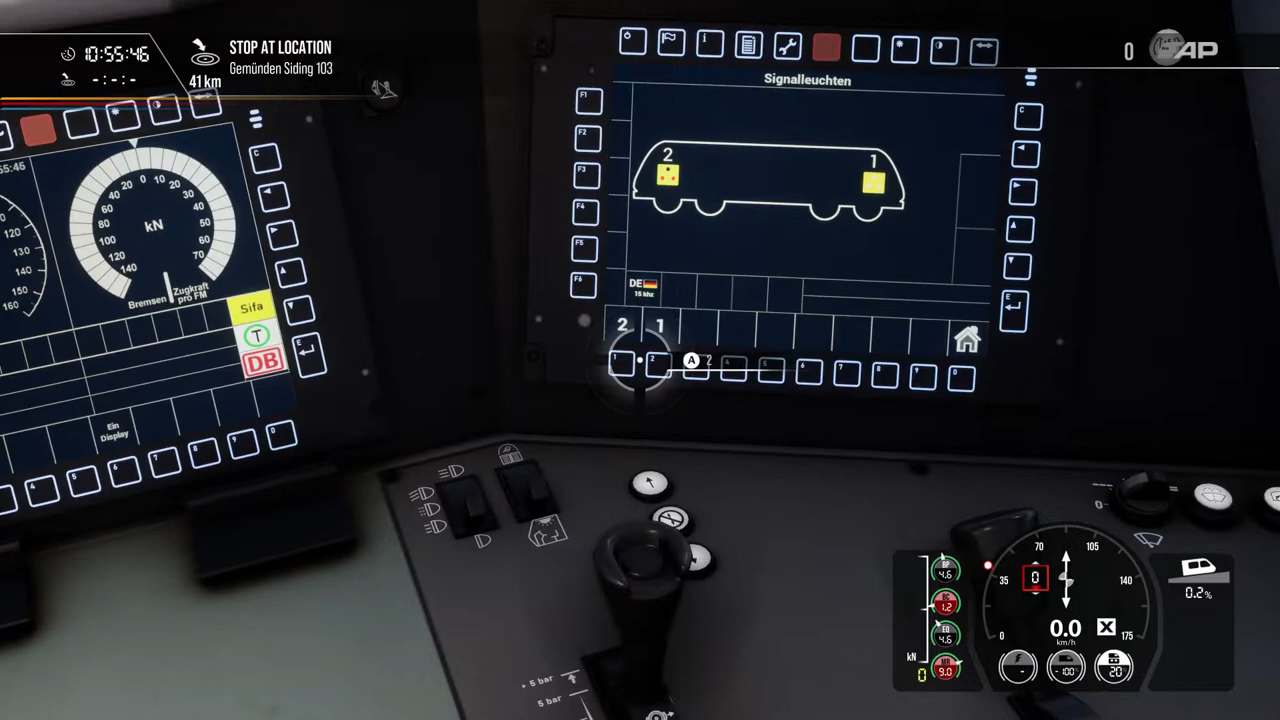 10:55:46
-:-:-
STOP AT LOCATION
Gemünden Siding 103
41 km
0
AP
Signalleuchten
F1
F2
F3
F4
F5
F6
2
1
C
E
DE
15 khz
2
1
1
2
A 2
4
5
6
7
8
9
0
55:45
120
130
140
150
160
0
20
40
60
80
100
120
140
10
20
30
40
50
60
70
kN
Bremsen
Zugkraft
pro FM
Sifa
T
DB
C
E
Ein
Display
4
5
6
7
8
9
0
+ 5 bar
5 bar
0
BP
4.6
BC
1.2
EQ
4.6
MR
9.0
kN
0
0
35
70
105
140
175
0
0.0
km/h
X
-
-100%
20%
0.2%